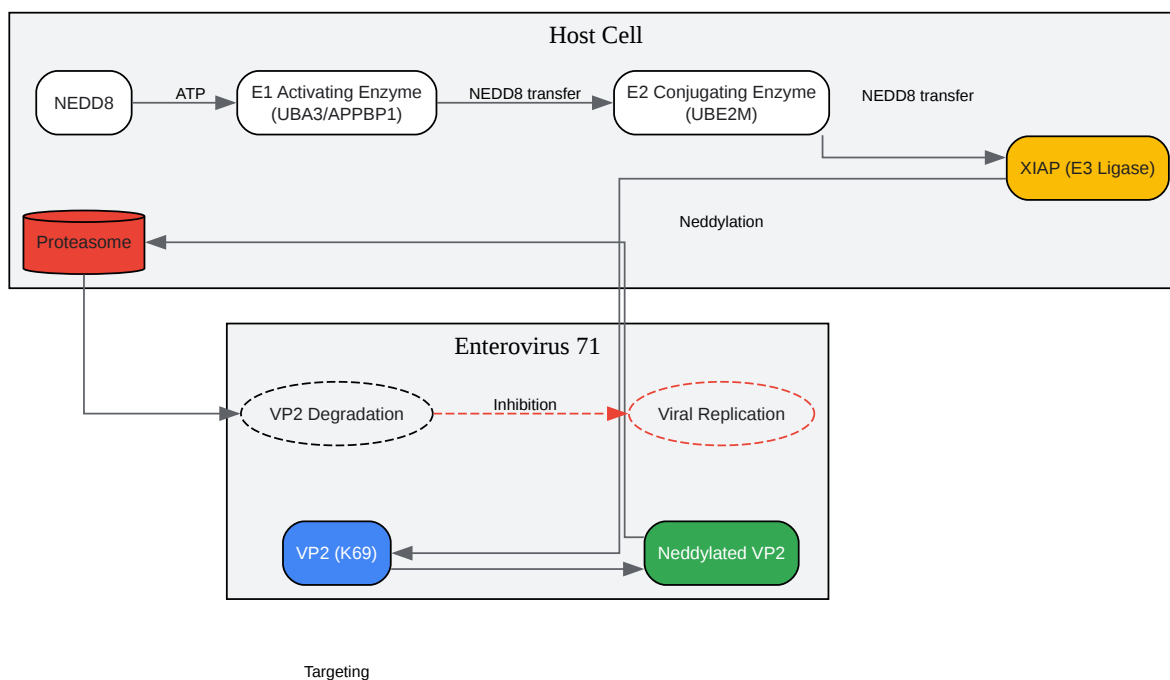 Host Cell
NEDD8
ATP
E1 Activating Enzyme
(UBA3/APPBP1)
NEDD8 transfer
E2 Conjugating Enzyme
(UBE2M)
NEDD8 transfer
XIAP (E3 Ligase)
Neddylation
Proteasome
Enterovirus 71
VP2 Degradation
Inhibition
Viral Replication
VP2 (K69)
Neddylated VP2
Targeting